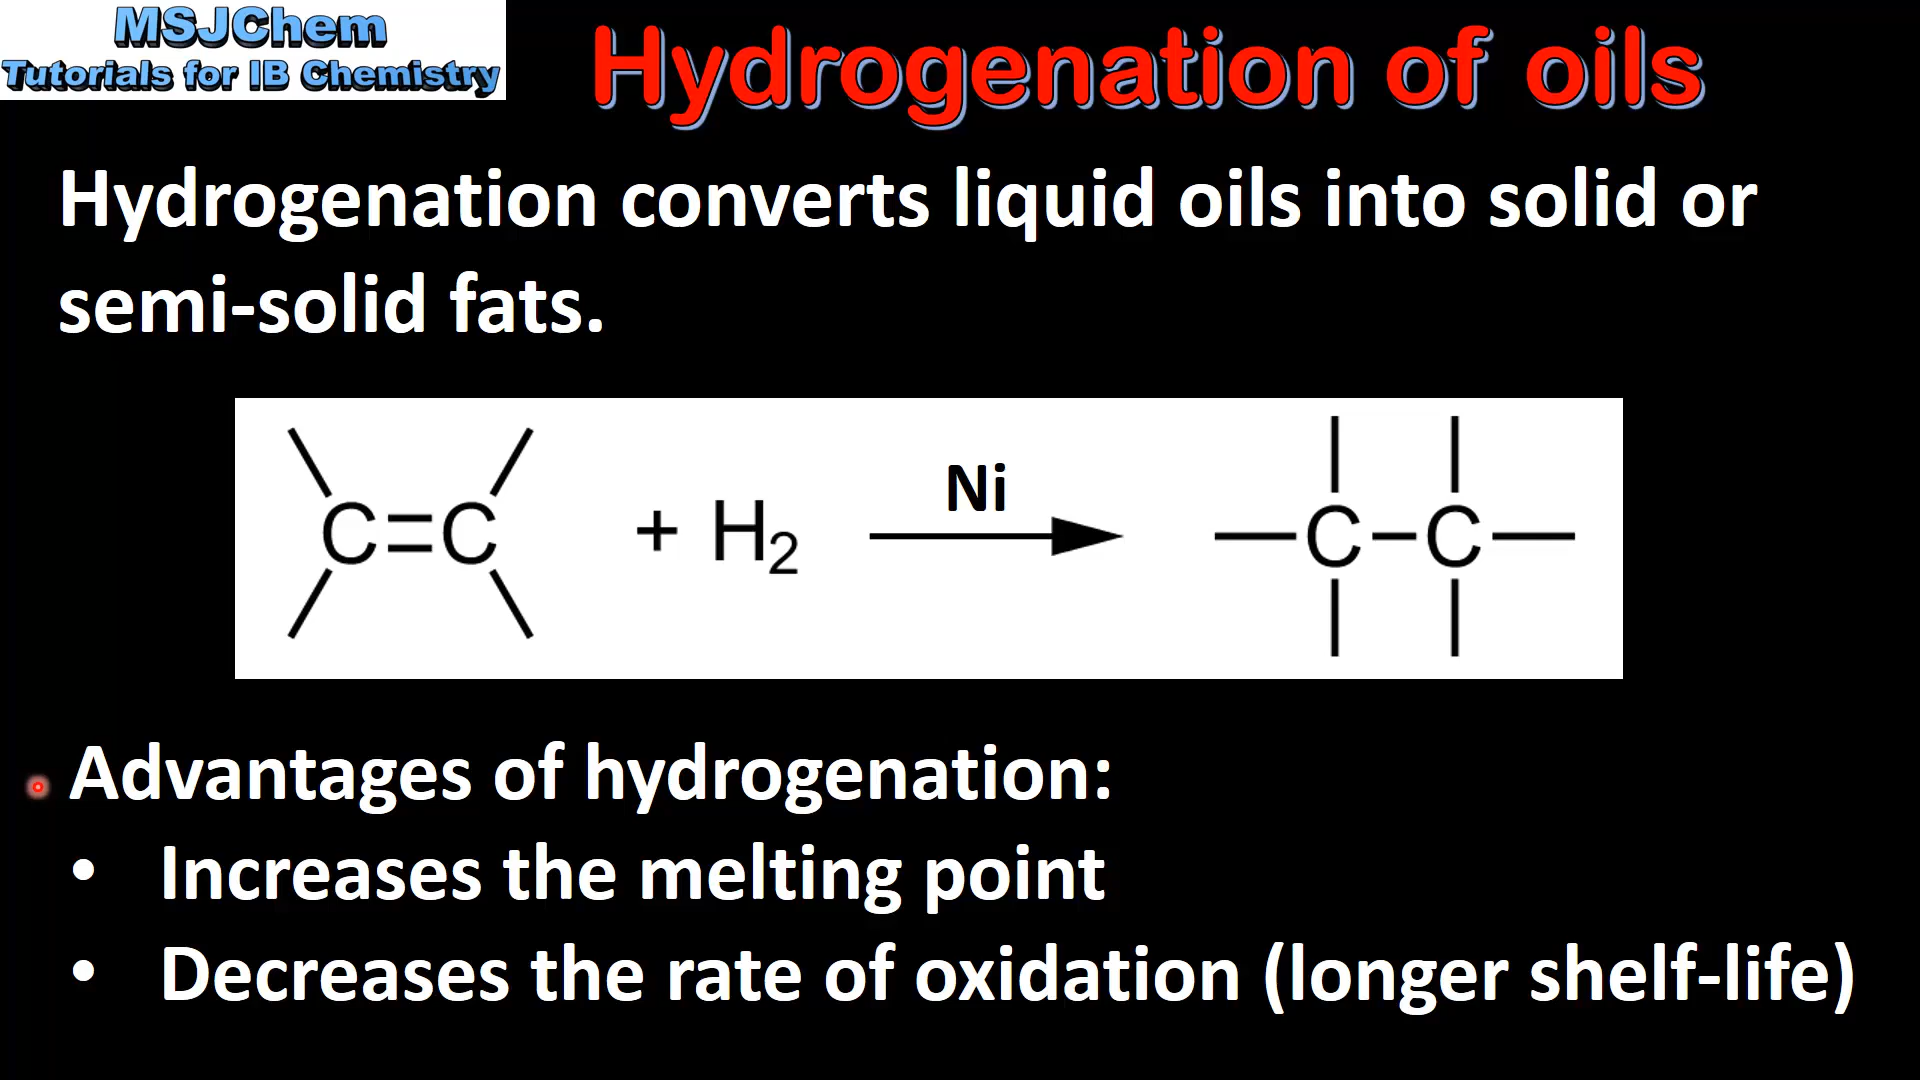 MSJChem
Tutorials for IB Chemistry
Hydrogenation of oils
Hydrogenation converts liquid oils into solid or
semi-solid fats.
C=C + H2 Ni C-C
Advantages of hydrogenation:
• Increases the melting point
• Decreases the rate of oxidation (longer shelf-life)